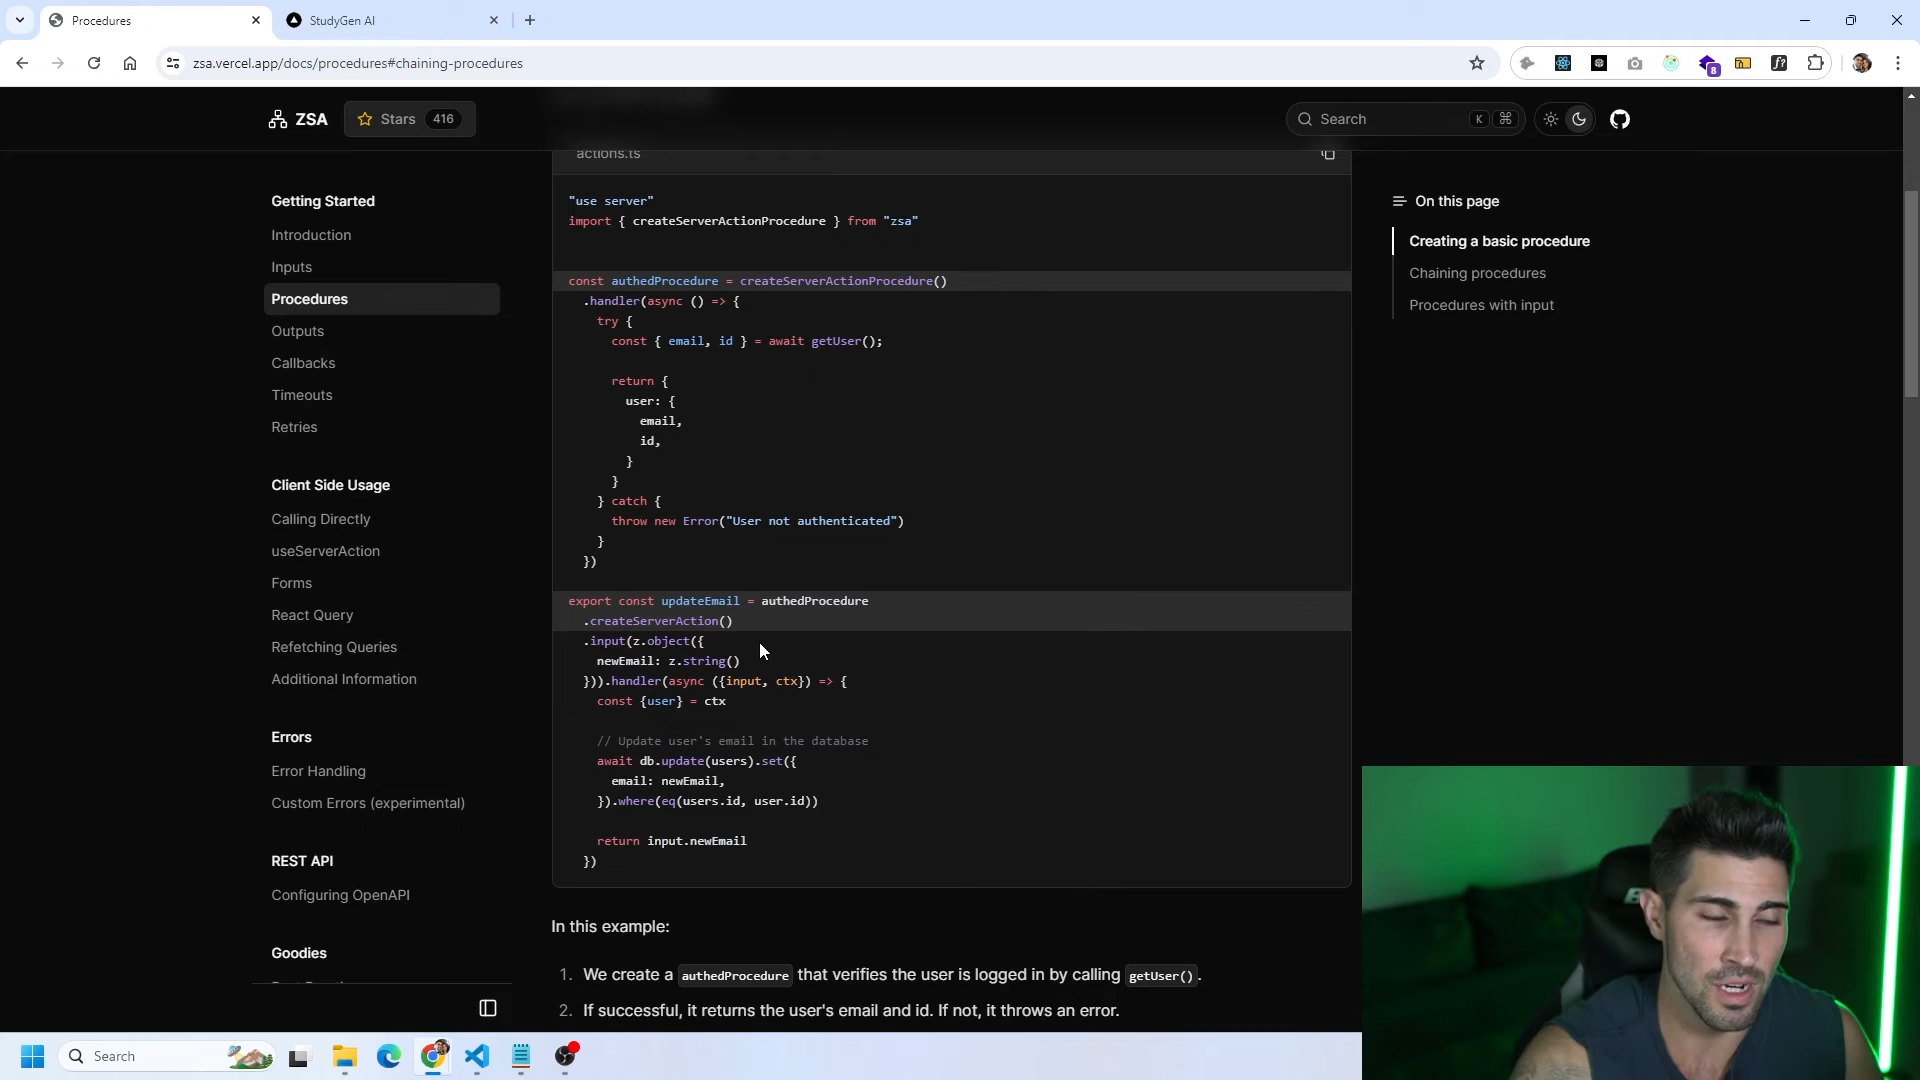 Procedures
StudyGen AI
zsa.vercel.app/docs/procedures#chaining-procedures
8
ZSA
Stars 416
Search K ⌘
Getting Started
Introduction
Inputs
Procedures
Outputs
Callbacks
Timeouts
Retries
Client Side Usage
Calling Directly
useServerAction
Forms
React Query
Refetching Queries
Additional Information
Errors
Error Handling
Custom Errors (experimental)
REST API
Configuring OpenAPI
Goodies
actions.ts
"use server"
import { createServerActionProcedure } from "zsa"
const authedProcedure = createServerActionProcedure()
.handler(async () => {
try {
const { email, id } = await getUser();
return {
user: {
email,
id,
}
}
} catch {
throw new Error("User not authenticated")
}
})
export const updateEmail = authedProcedure
.createServerAction()
.input(z.object({
newEmail: z.string()
})).handler(async ({input, ctx}) => {
const {user} = ctx
// Update user's email in the database
await db.update(users).set({
email: newEmail,
}).where(eq(users.id, user.id))
return input.newEmail
})
In this example:
1. We create a authedProcedure that verifies the user is logged in by calling getUser().
2. If successful, it returns the user's email and id. If not, it throws an error.
On this page
Creating a basic procedure
Chaining procedures
Procedures with input
Search